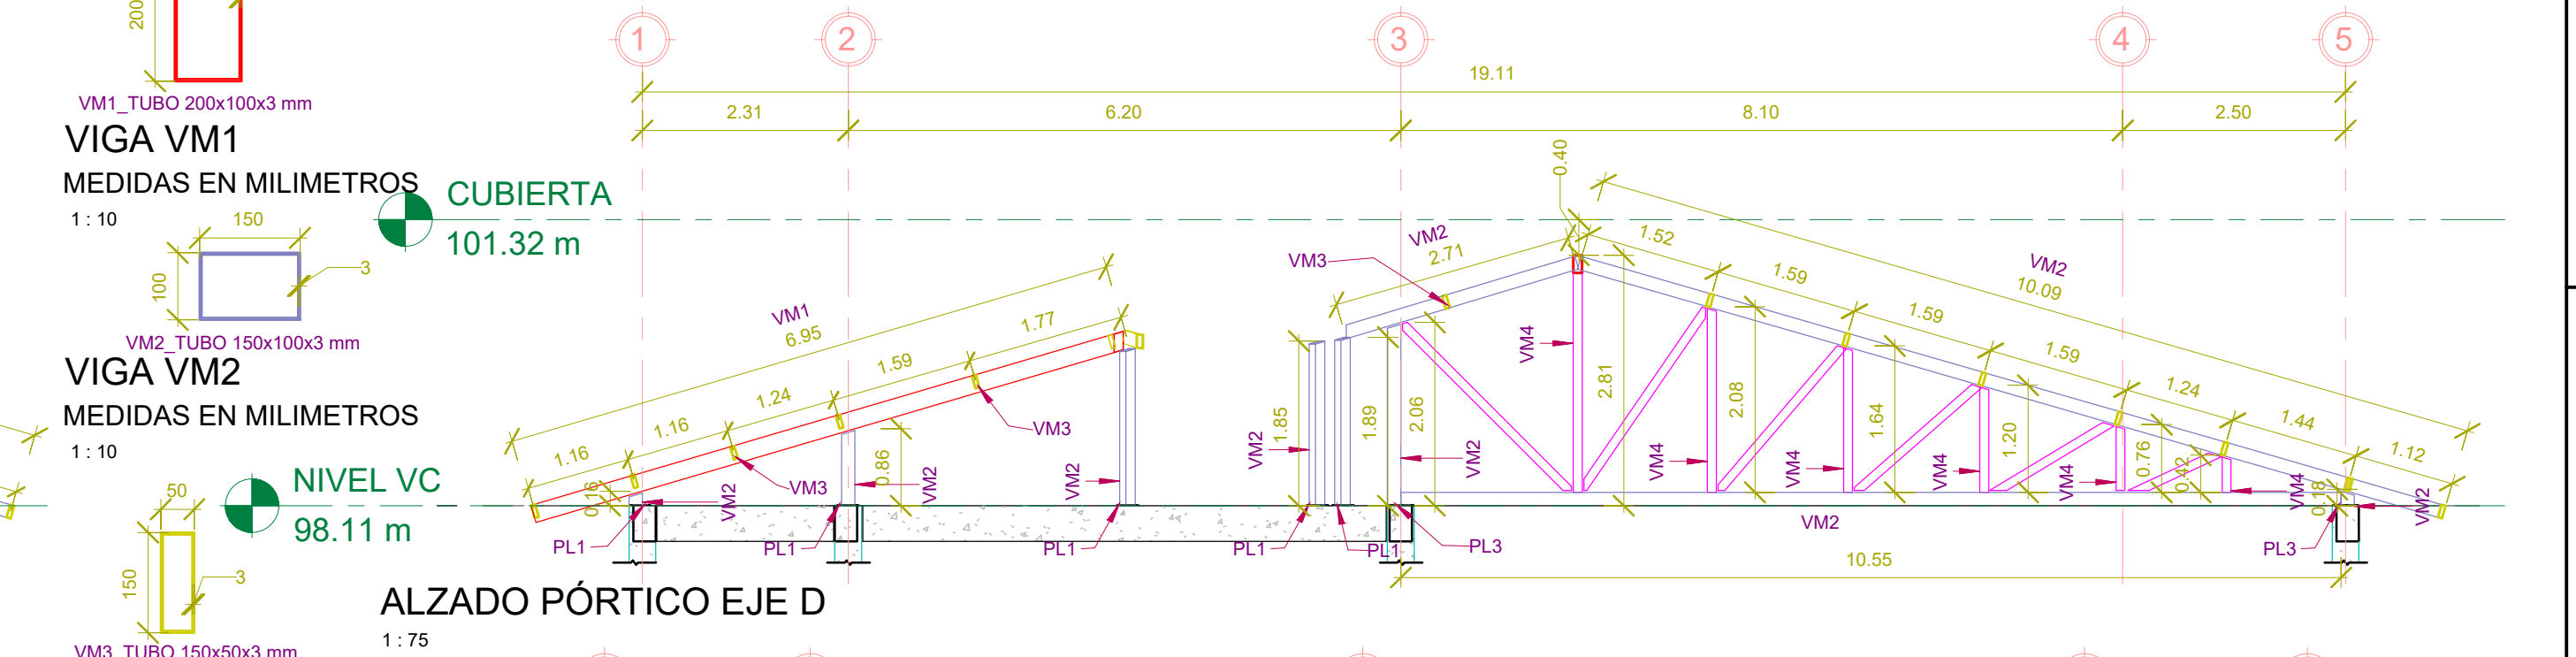 200
VM1_TUBO 200x100x3 mm
VIGA VM1
MEDIDAS EN MILIMETROS
1 : 10
150
100
3
VM2_TUBO 150x100x3 mm
VIGA VM2
MEDIDAS EN MILIMETROS
1 : 10
50
150
3
VM3_TUBO 150x50x3 mm
CUBIERTA
101.32 m
NIVEL VC
98.11 m
1
2
3
4
5
19.11
2.31
6.20
8.10
2.50
VM1
6.95
1.16
1.16
1.24
1.59
1.77
0.16
VM2
VM3
0.86
VM2
VM3
VM2
PL1
PL1
PL1
PL1
PL1
PL3
VM2
1.85
1.89
2.06
VM2
VM3
VM2
2.71
0.40
1.52
1.59
1.59
1.59
1.24
1.44
1.12
VM2
10.09
VM4
2.81
VM4
2.08
VM4
1.64
VM4
1.20
VM4
0.76
0.42
VM4
0.18
VM2
VM2
PL3
10.55
ALZADO PÓRTICO EJE D
1 : 75